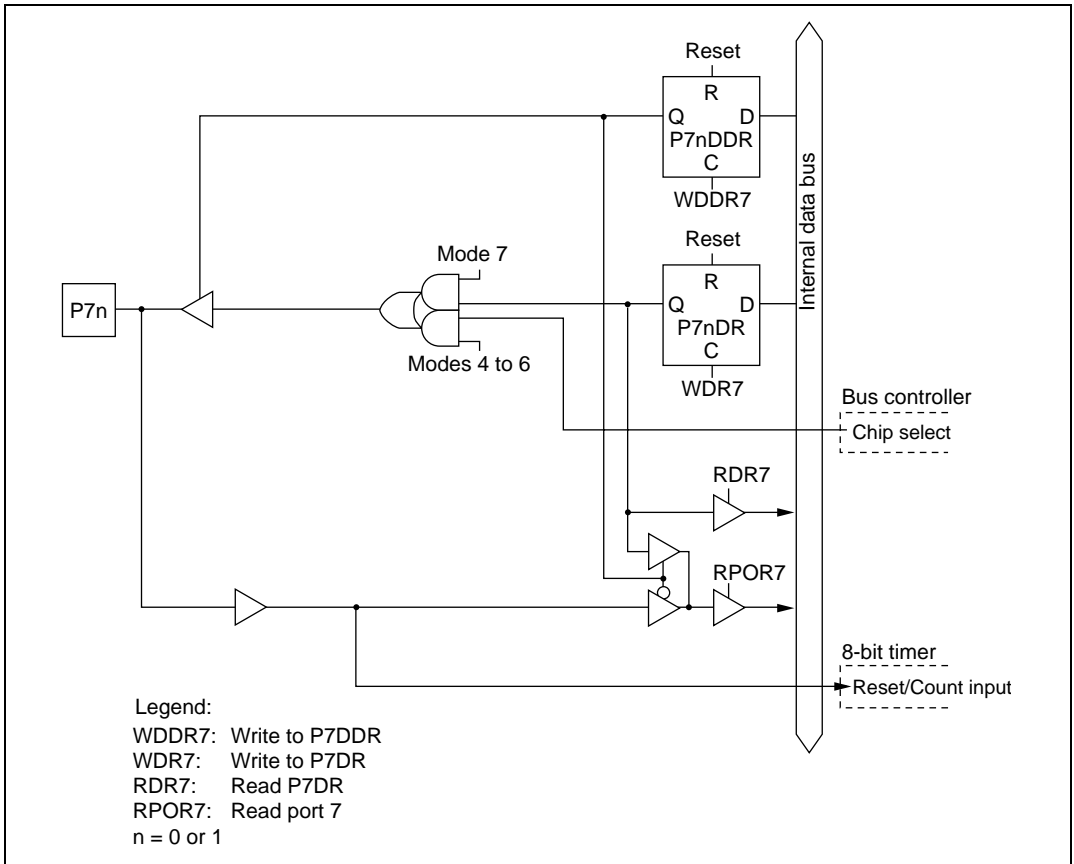 Reset
R
Q D
P7nDDR
C
WDDR7
Internal data bus
Reset
Mode 7
R
P7n
Q D
P7nDR
C
Modes 4 to 6
WDR7
Bus controller
Chip select
RDR7
RPOR7
8-bit timer
Reset/Count input
Legend:
WDDR7: Write to P7DDR
WDR7: Write to P7DR
RDR7: Read P7DR
RPOR7: Read port 7
n = 0 or 1